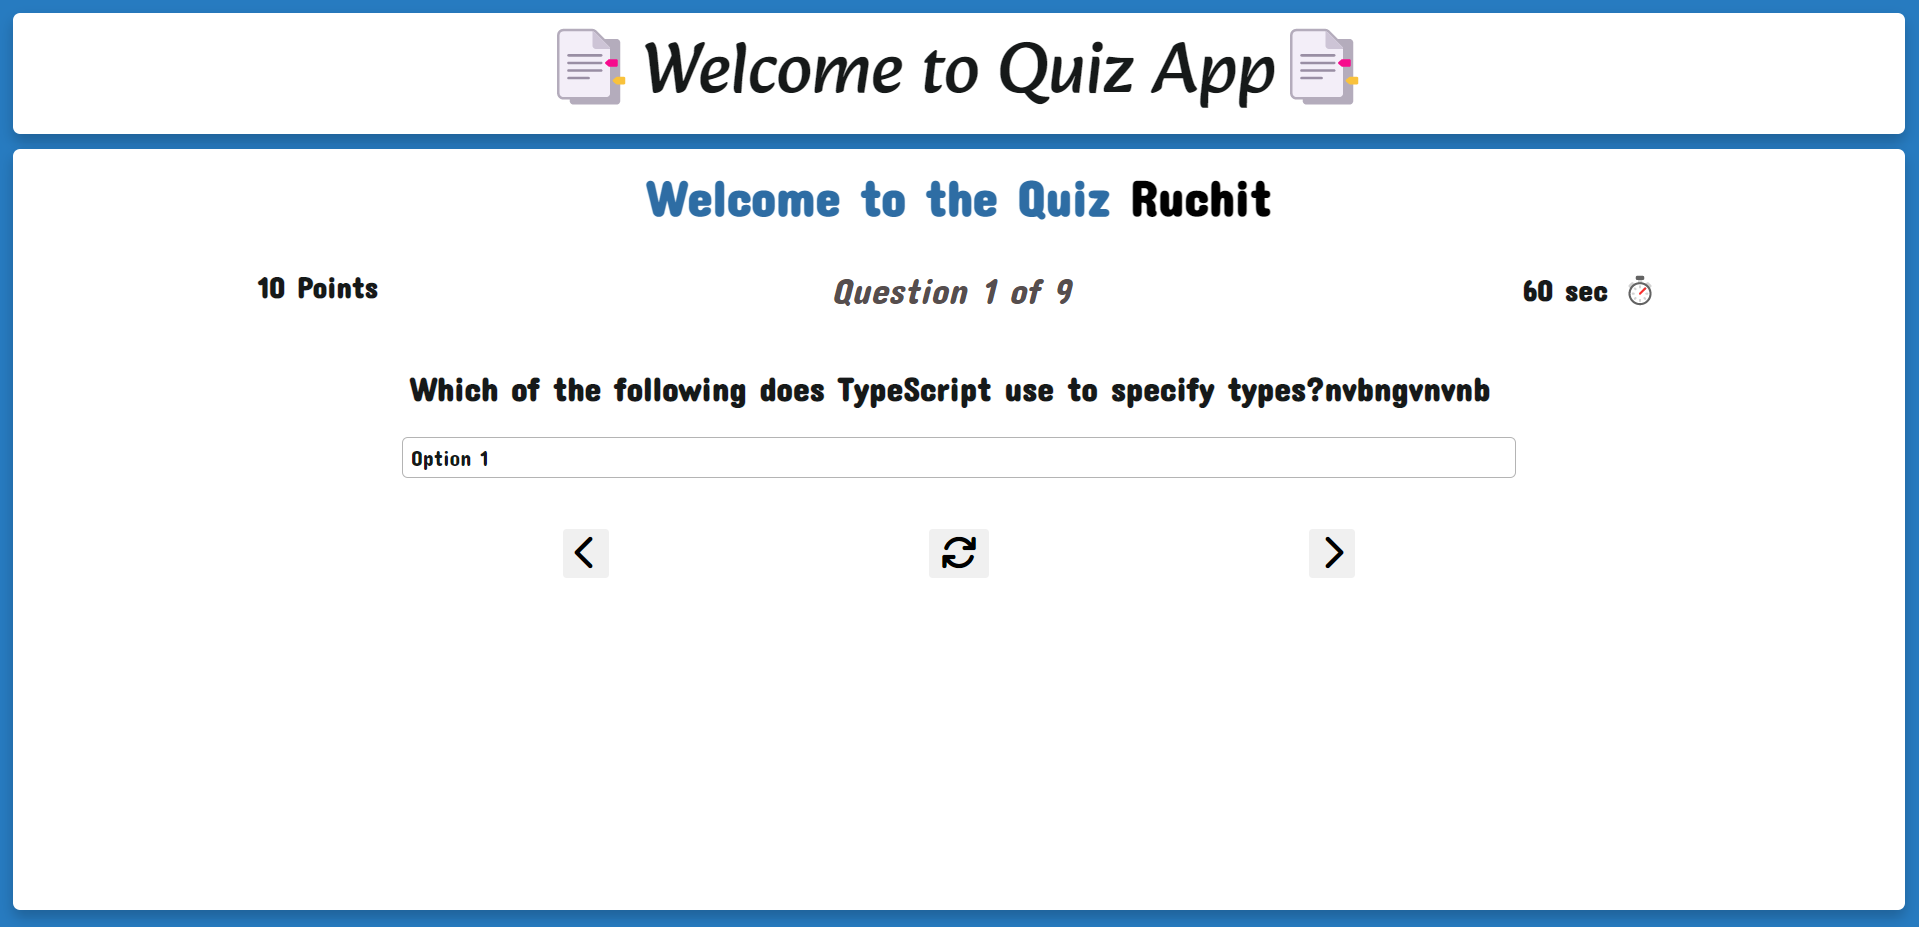 Welcome to Quiz App
Welcome to the Quiz Ruchit
10 Points
Question 1 of 9
60 sec
Which of the following does TypeScript use to specify types?nvbngvnvnb
Option 1